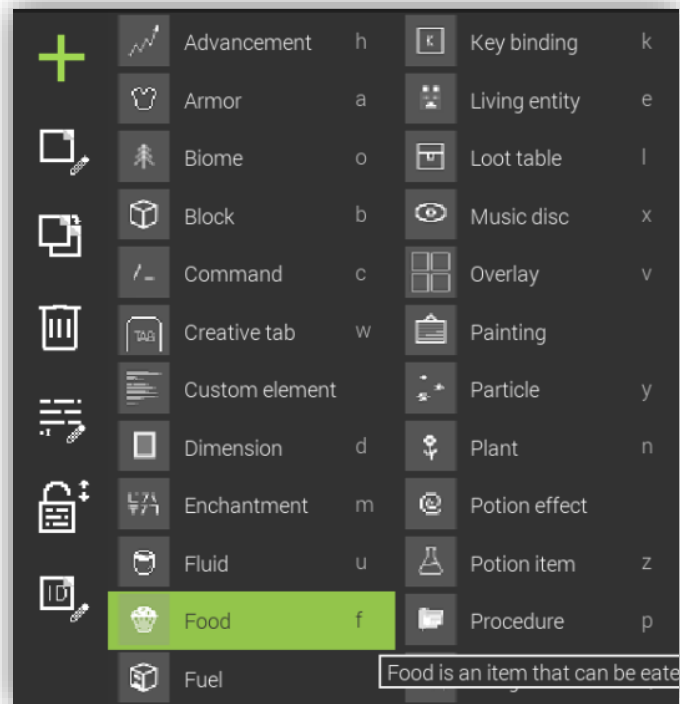 Advancement h
Armor a
Biome o
Block b
Command c
TAB Creative tab w
Custom element
Dimension d
Enchantment m
Fluid u
Food f
Fuel
K Key binding k
Living entity e
Loot table l
Music disc x
Overlay v
Painting
Particle y
Plant n
Potion effect
Potion item z
Procedure p
Food is an item that can be eate
ID